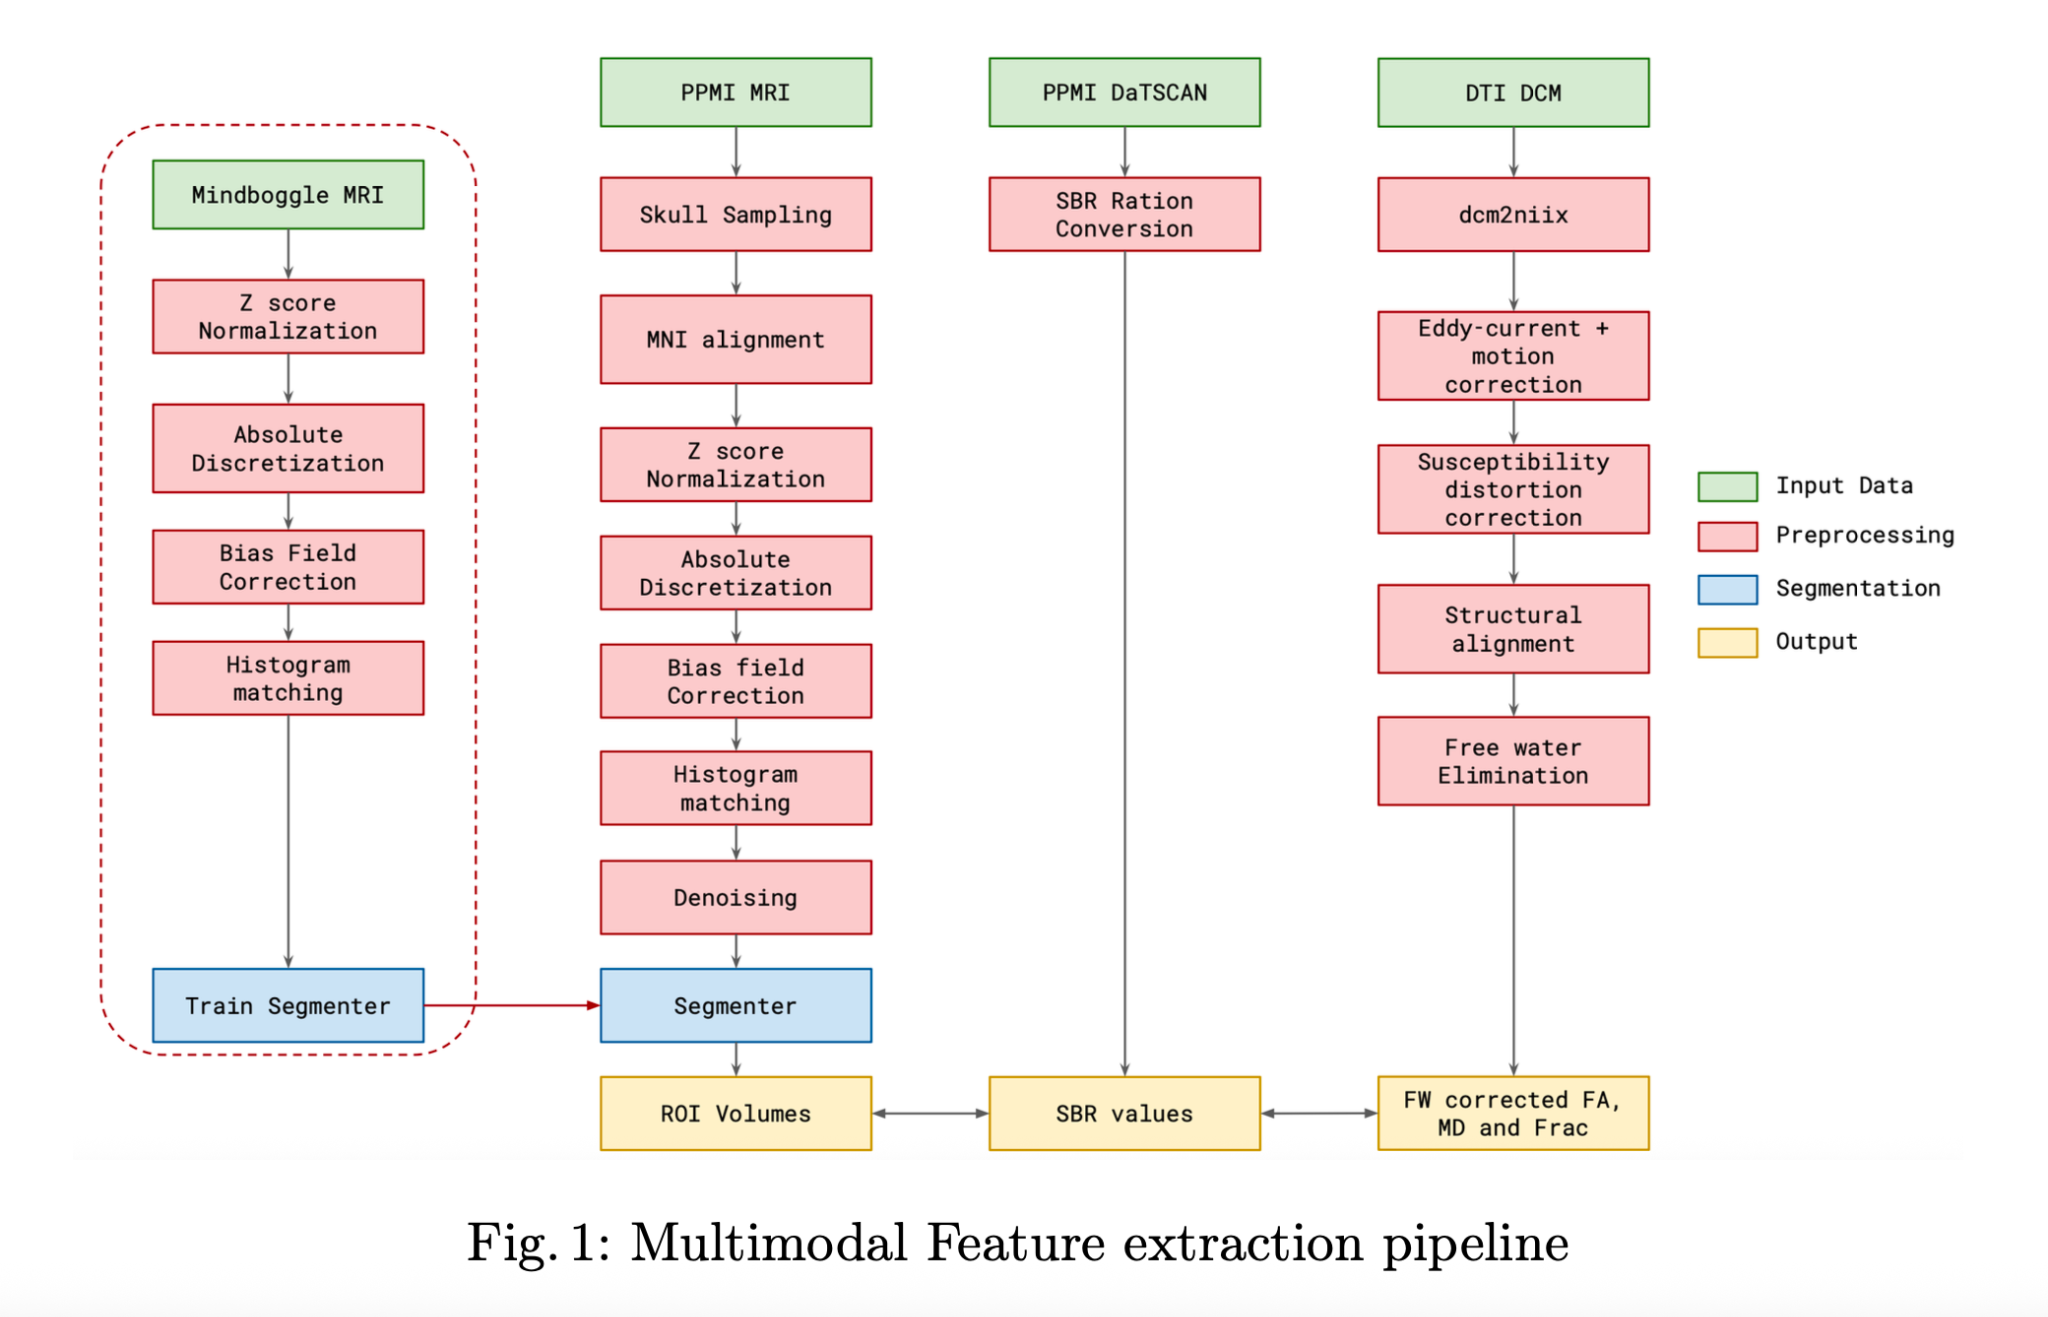 Mindboggle MRI
Z score
Normalization
Absolute
Discretization
Bias Field
Correction
Histogram
matching
Train Segmenter
PPMI MRI
Skull Sampling
MNI alignment
Z score
Normalization
Absolute
Discretization
Bias field
Correction
Histogram
matching
Denoising
Segmenter
ROI Volumes
PPMI DaTSCAN
SBR Ration
Conversion
SBR values
DTI DCM
dcm2niix
Eddy-current +
motion
correction
Susceptibility
distortion
correction
Structural
alignment
Free water
Elimination
FW corrected FA,
MD and Frac
Input Data
Preprocessing
Segmentation
Output
Fig. 1: Multimodal Feature extraction pipeline